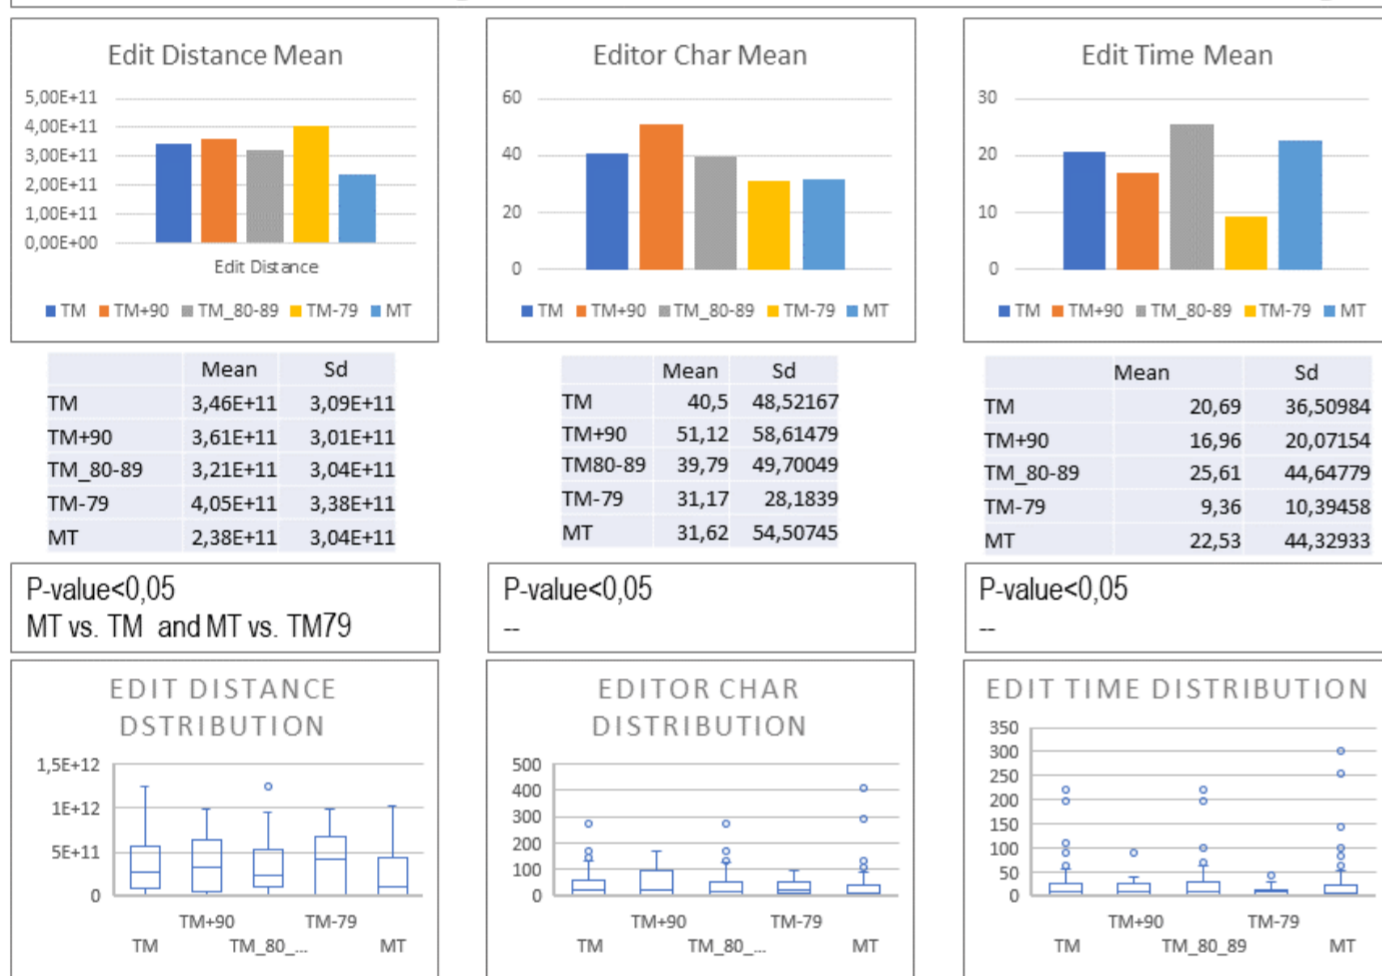 Edit Distance Mean
5,00E+11
4,00E+11
3,00E+11
2,00E+11
1,00E+11
0,00E+00
Edit Distance
TM TM+90 TM_80-89 TM-79 MT
Editor Char Mean
60
40
20
0
TM TM+90 TM_80-89 TM-79 MT
Edit Time Mean
30
20
10
0
TM TM+90 TM_80-89 TM-79 MT
Mean Sd
TM 3,46E+11 3,09E+11
TM+90 3,61E+11 3,01E+11
TM_80-89 3,21E+11 3,04E+11
TM-79 4,05E+11 3,38E+11
MT 2,38E+11 3,04E+11
Mean Sd
TM 40,5 48,52167
TM+90 51,12 58,61479
TM80-89 39,79 49,70049
TM-79 31,17 28,1839
MT 31,62 54,50745
Mean Sd
TM 20,69 36,50984
TM+90 16,96 20,07154
TM_80-89 25,61 44,64779
TM-79 9,36 10,39458
MT 22,53 44,32933
P-value<0,05
MT vs. TM and MT vs. TM79
P-value<0,05
--
P-value<0,05
--
EDIT DISTANCE
DSTRIBUTION
1,5E+12
1E+12
5E+11
0
TM+90 TM-79
TM TM_80_... MT
EDITOR CHAR
DISTRIBUTION
500
400
300
200
100
0
TM+90 TM-79
TM TM_80_... MT
EDIT TIME DISTRIBUTION
350
300
250
200
150
100
50
0
TM+90 TM-79
TM TM_80_89 MT